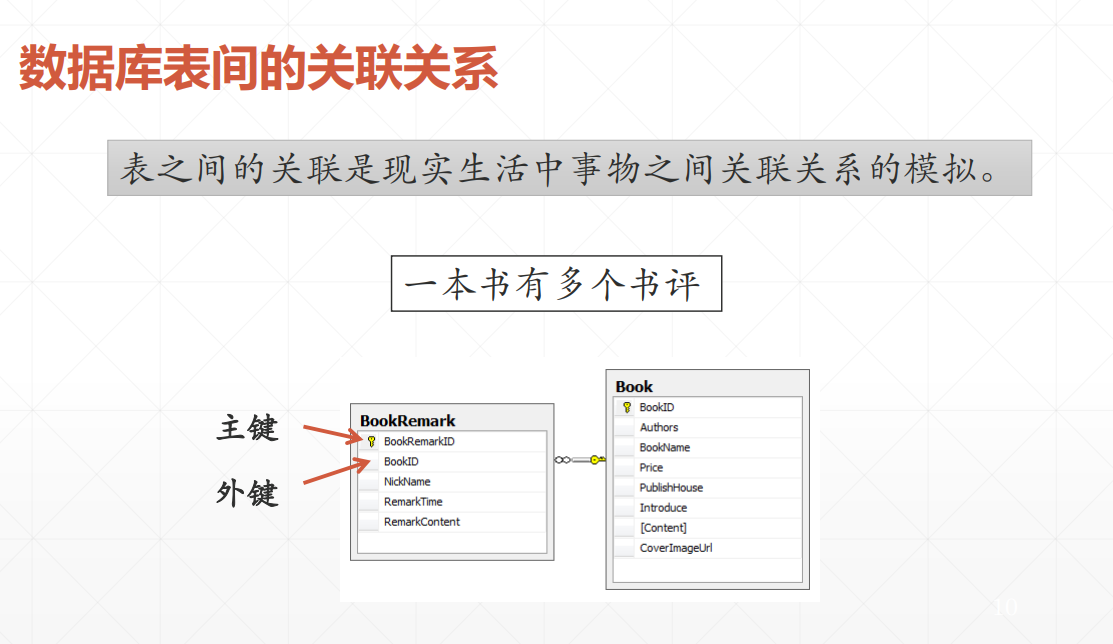 数据库表间的关联关系
表之间的关联是现实生活中事物之间关联关系的模拟。
一本书有多个书评
主键
外键
BookRemark
BookRemarkID
BookID
NickName
RemarkTime
RemarkContent
Book
BookID
Authors
BookName
Price
PublishHouse
Introduce
[Content]
CoverImageUrl
10